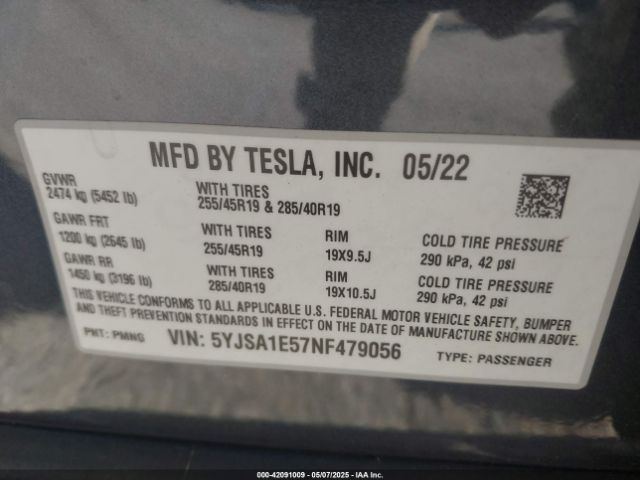 MFD BY TESLA, INC. 05/22
GVWR
2474 kg (5452 lb)
WITH TIRES
255/45R19 & 285/40R19
GAWR FRT
1200 kg (2645 lb)
WITH TIRES
255/45R19
RIM
19X9.5J
COLD TIRE PRESSURE
290 kPa, 42 psi
GAWR RR
1450 kg (3196 lb)
WITH TIRES
285/40R19
RIM
19X10.5J
COLD TIRE PRESSURE
290 kPa, 42 psi
THIS VEHICLE CONFORMS TO ALL APPLICABLE U.S. FEDERAL MOTOR VEHICLE SAFETY, BUMPER
AND THEFT PREVENTION STANDARDS IN EFFECT ON THE DATE OF MANUFACTURE SHOWN ABOVE.
PMT: PMNG
VIN: 5YJSA1E57NF479056
TYPE: PASSENGER
000-42091009 - 05/07/2025 - IAA Inc.